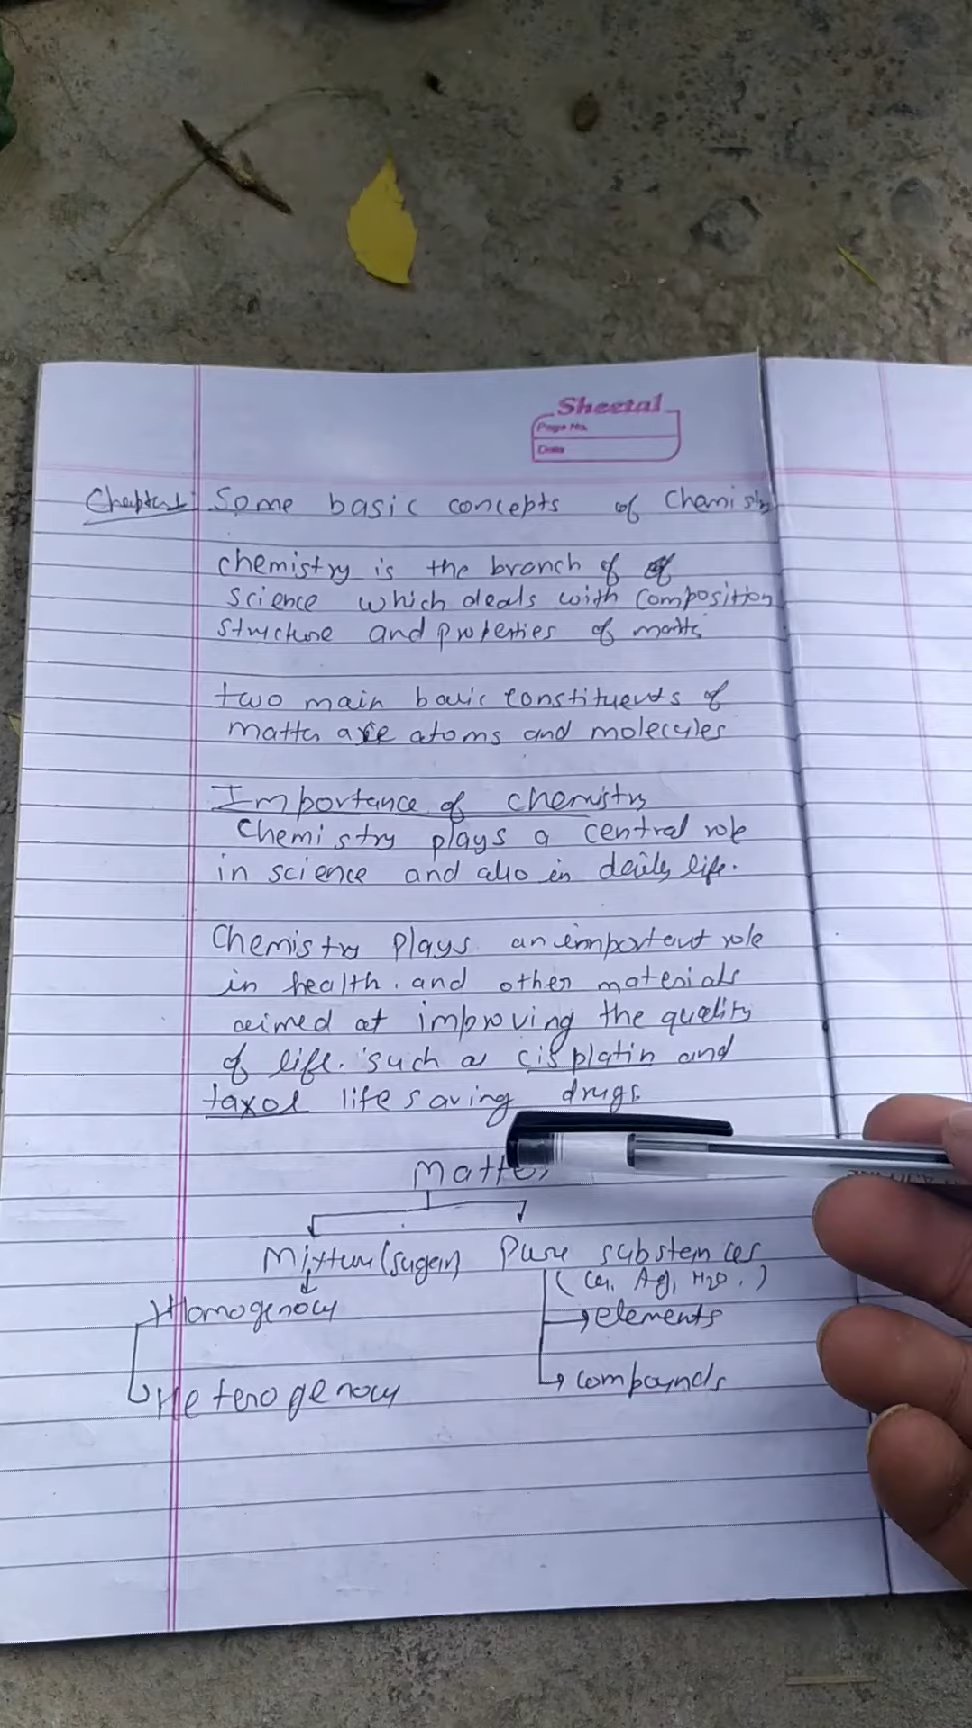 Sheetal
Page No.
Date
Chapter 1 Some basic concepts of Chemistry
chemistry is the branch of of
science which deals with composition
structure and properties of matter
two main basic constituents of
matter are atoms and molecules
Importance of chemistry
Chemistry plays a central role
in science and also in daily life.
Chemistry plays an important role
in health. and other materials
aimed at improving the quality
of life. such as cisplatin and
taxol life saving drugs.
Matter
Mixture (sugar) Pure substances
(Cu, Ag, H2O.)
Homogenous
elements
compounds
Heterogenous